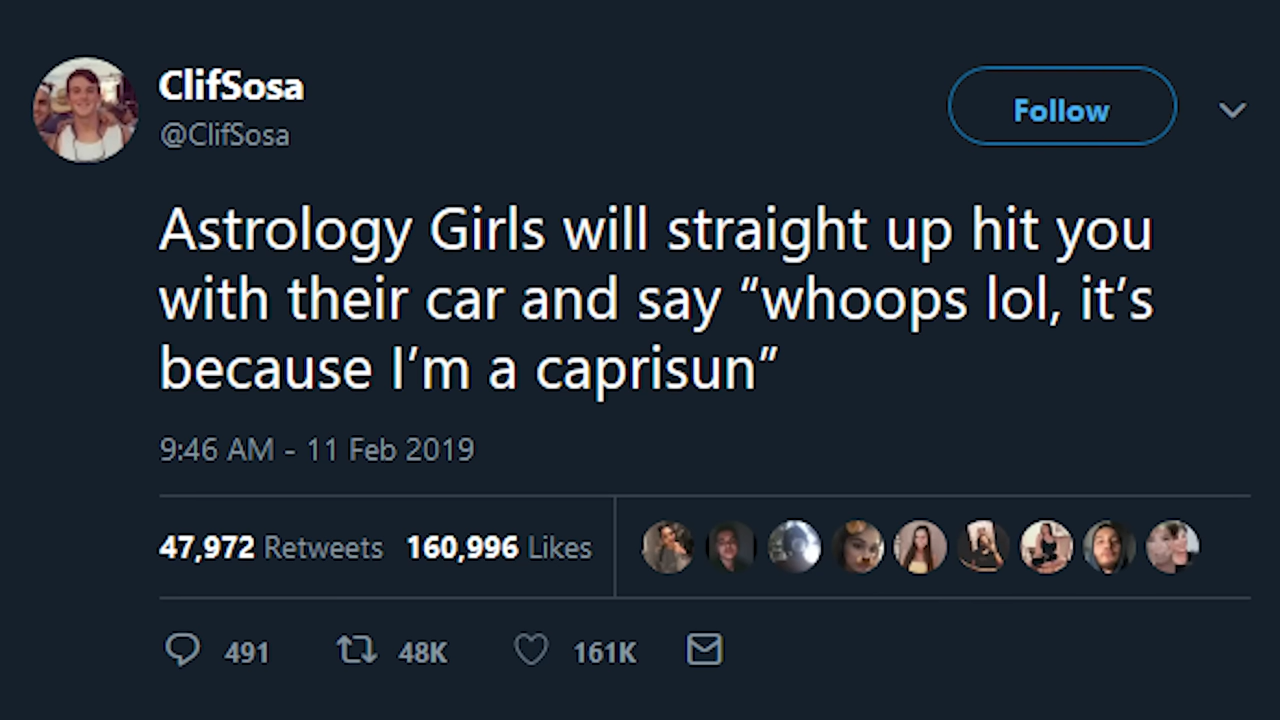 ClifSosa
@ClifSosa
Follow
Astrology Girls will straight up hit you
with their car and say “whoops lol, it’s
because I’m a caprisun”
9:46 AM - 11 Feb 2019
47,972 Retweets 160,996 Likes
491 48K 161K